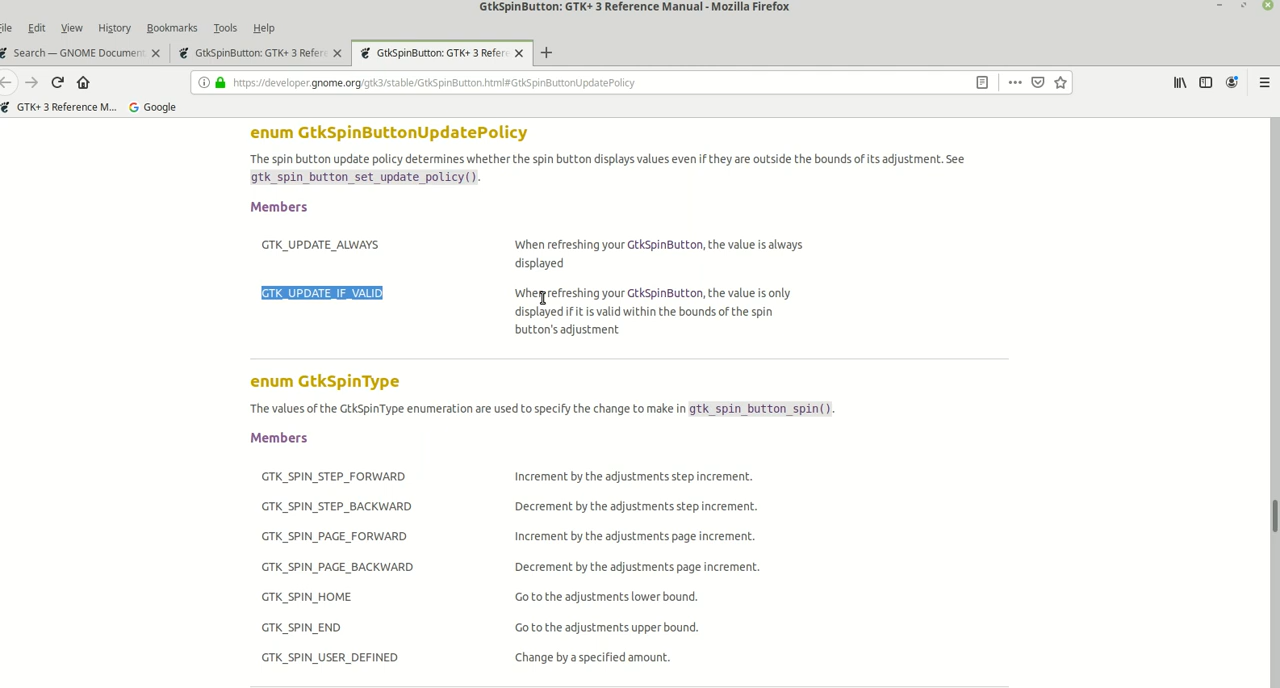 GtkSpinButton: GTK+ 3 Reference Manual - Mozilla Firefox
File Edit View History Bookmarks Tools Help
Search — GNOME Document
GtkSpinButton: GTK+ 3 Refere
GtkSpinButton: GTK+ 3 Refere
https://developer.gnome.org/gtk3/stable/GtkSpinButton.html#GtkSpinButtonUpdatePolicy
GTK+ 3 Reference M... Google
enum GtkSpinButtonUpdatePolicy
The spin button update policy determines whether the spin button displays values even if they are outside the bounds of its adjustment. See
gtk_spin_button_set_update_policy().
Members
GTK_UPDATE_ALWAYS
When refreshing your GtkSpinButton, the value is always
displayed
GTK_UPDATE_IF_VALID
When refreshing your GtkSpinButton, the value is only
displayed if it is valid within the bounds of the spin
button's adjustment
enum GtkSpinType
The values of the GtkSpinType enumeration are used to specify the change to make in gtk_spin_button_spin().
Members
GTK_SPIN_STEP_FORWARD Increment by the adjustments step increment.
GTK_SPIN_STEP_BACKWARD Decrement by the adjustments step increment.
GTK_SPIN_PAGE_FORWARD Increment by the adjustments page increment.
GTK_SPIN_PAGE_BACKWARD Decrement by the adjustments page increment.
GTK_SPIN_HOME Go to the adjustments lower bound.
GTK_SPIN_END Go to the adjustments upper bound.
GTK_SPIN_USER_DEFINED Change by a specified amount.